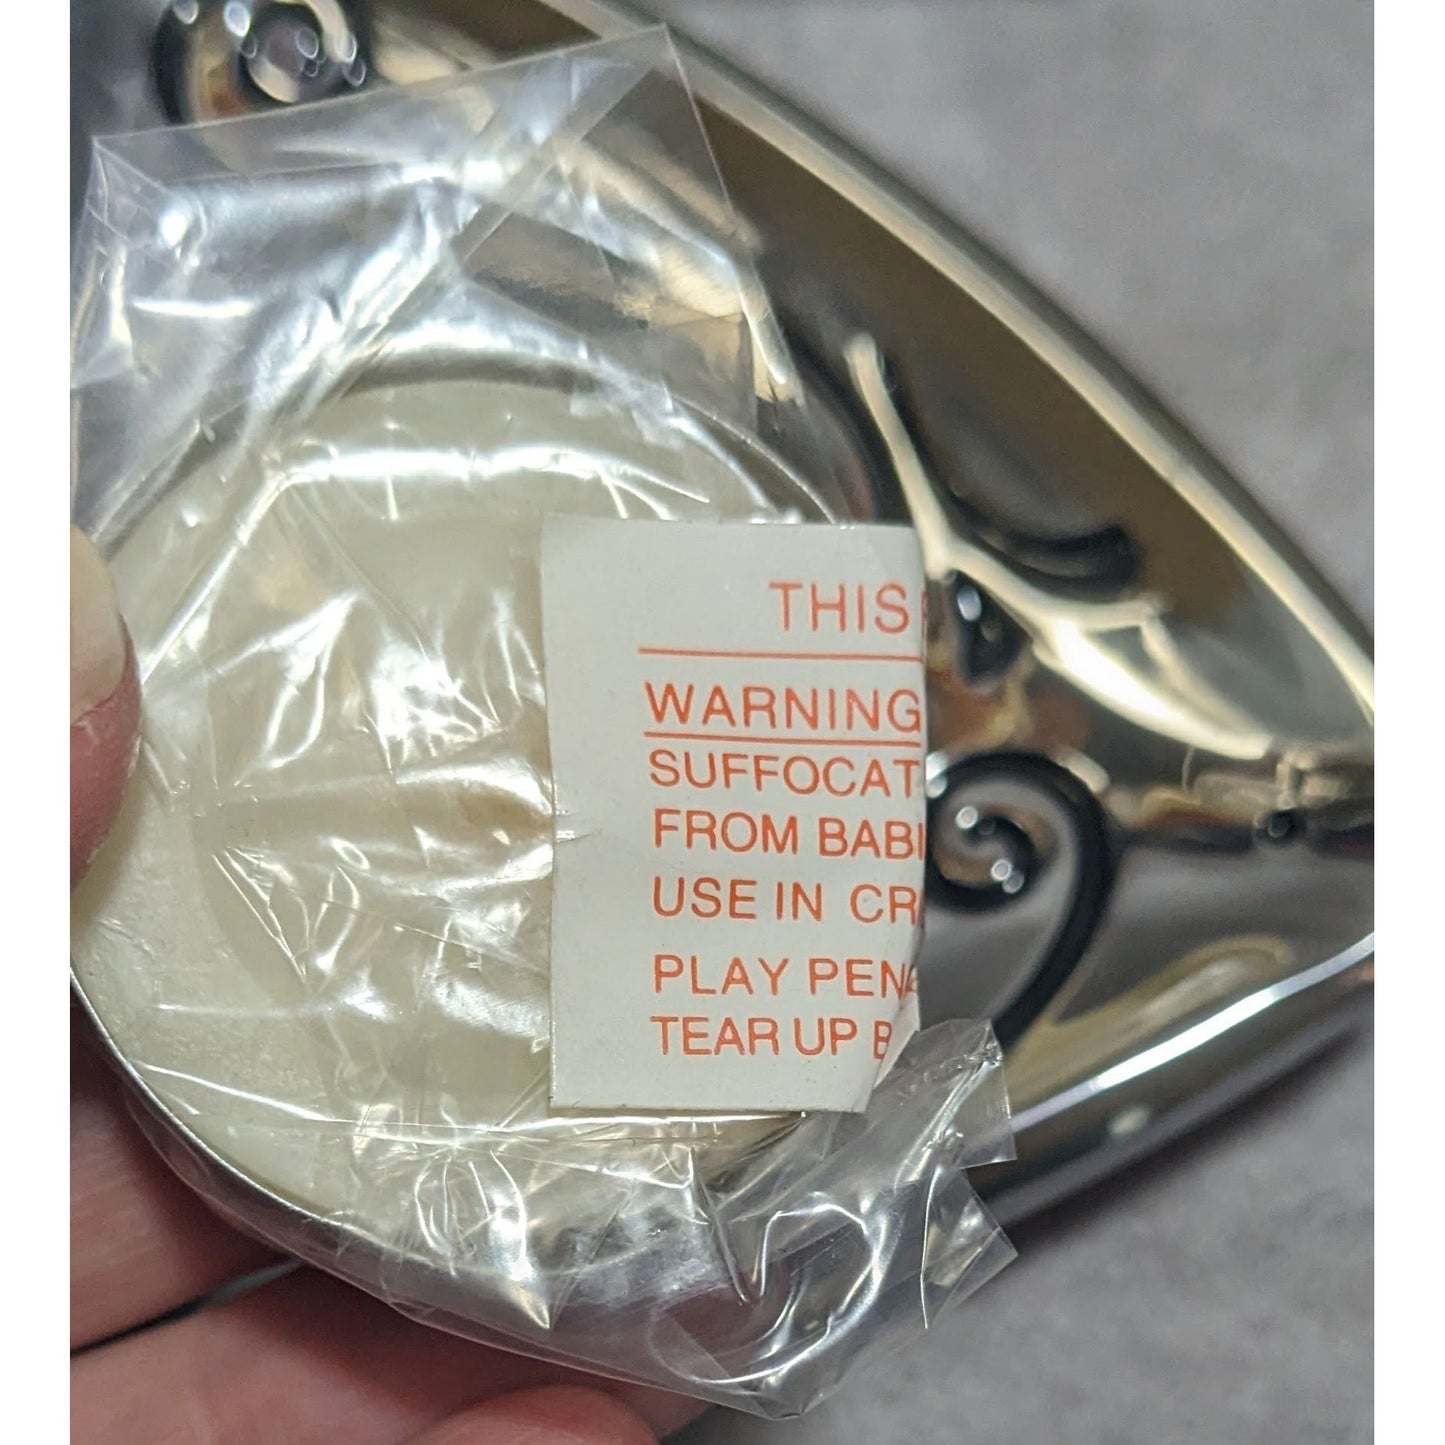 THIS
WARNING
SUFFOCAT
FROM BABI
USE IN CR
PLAY PEN
TEAR UP B